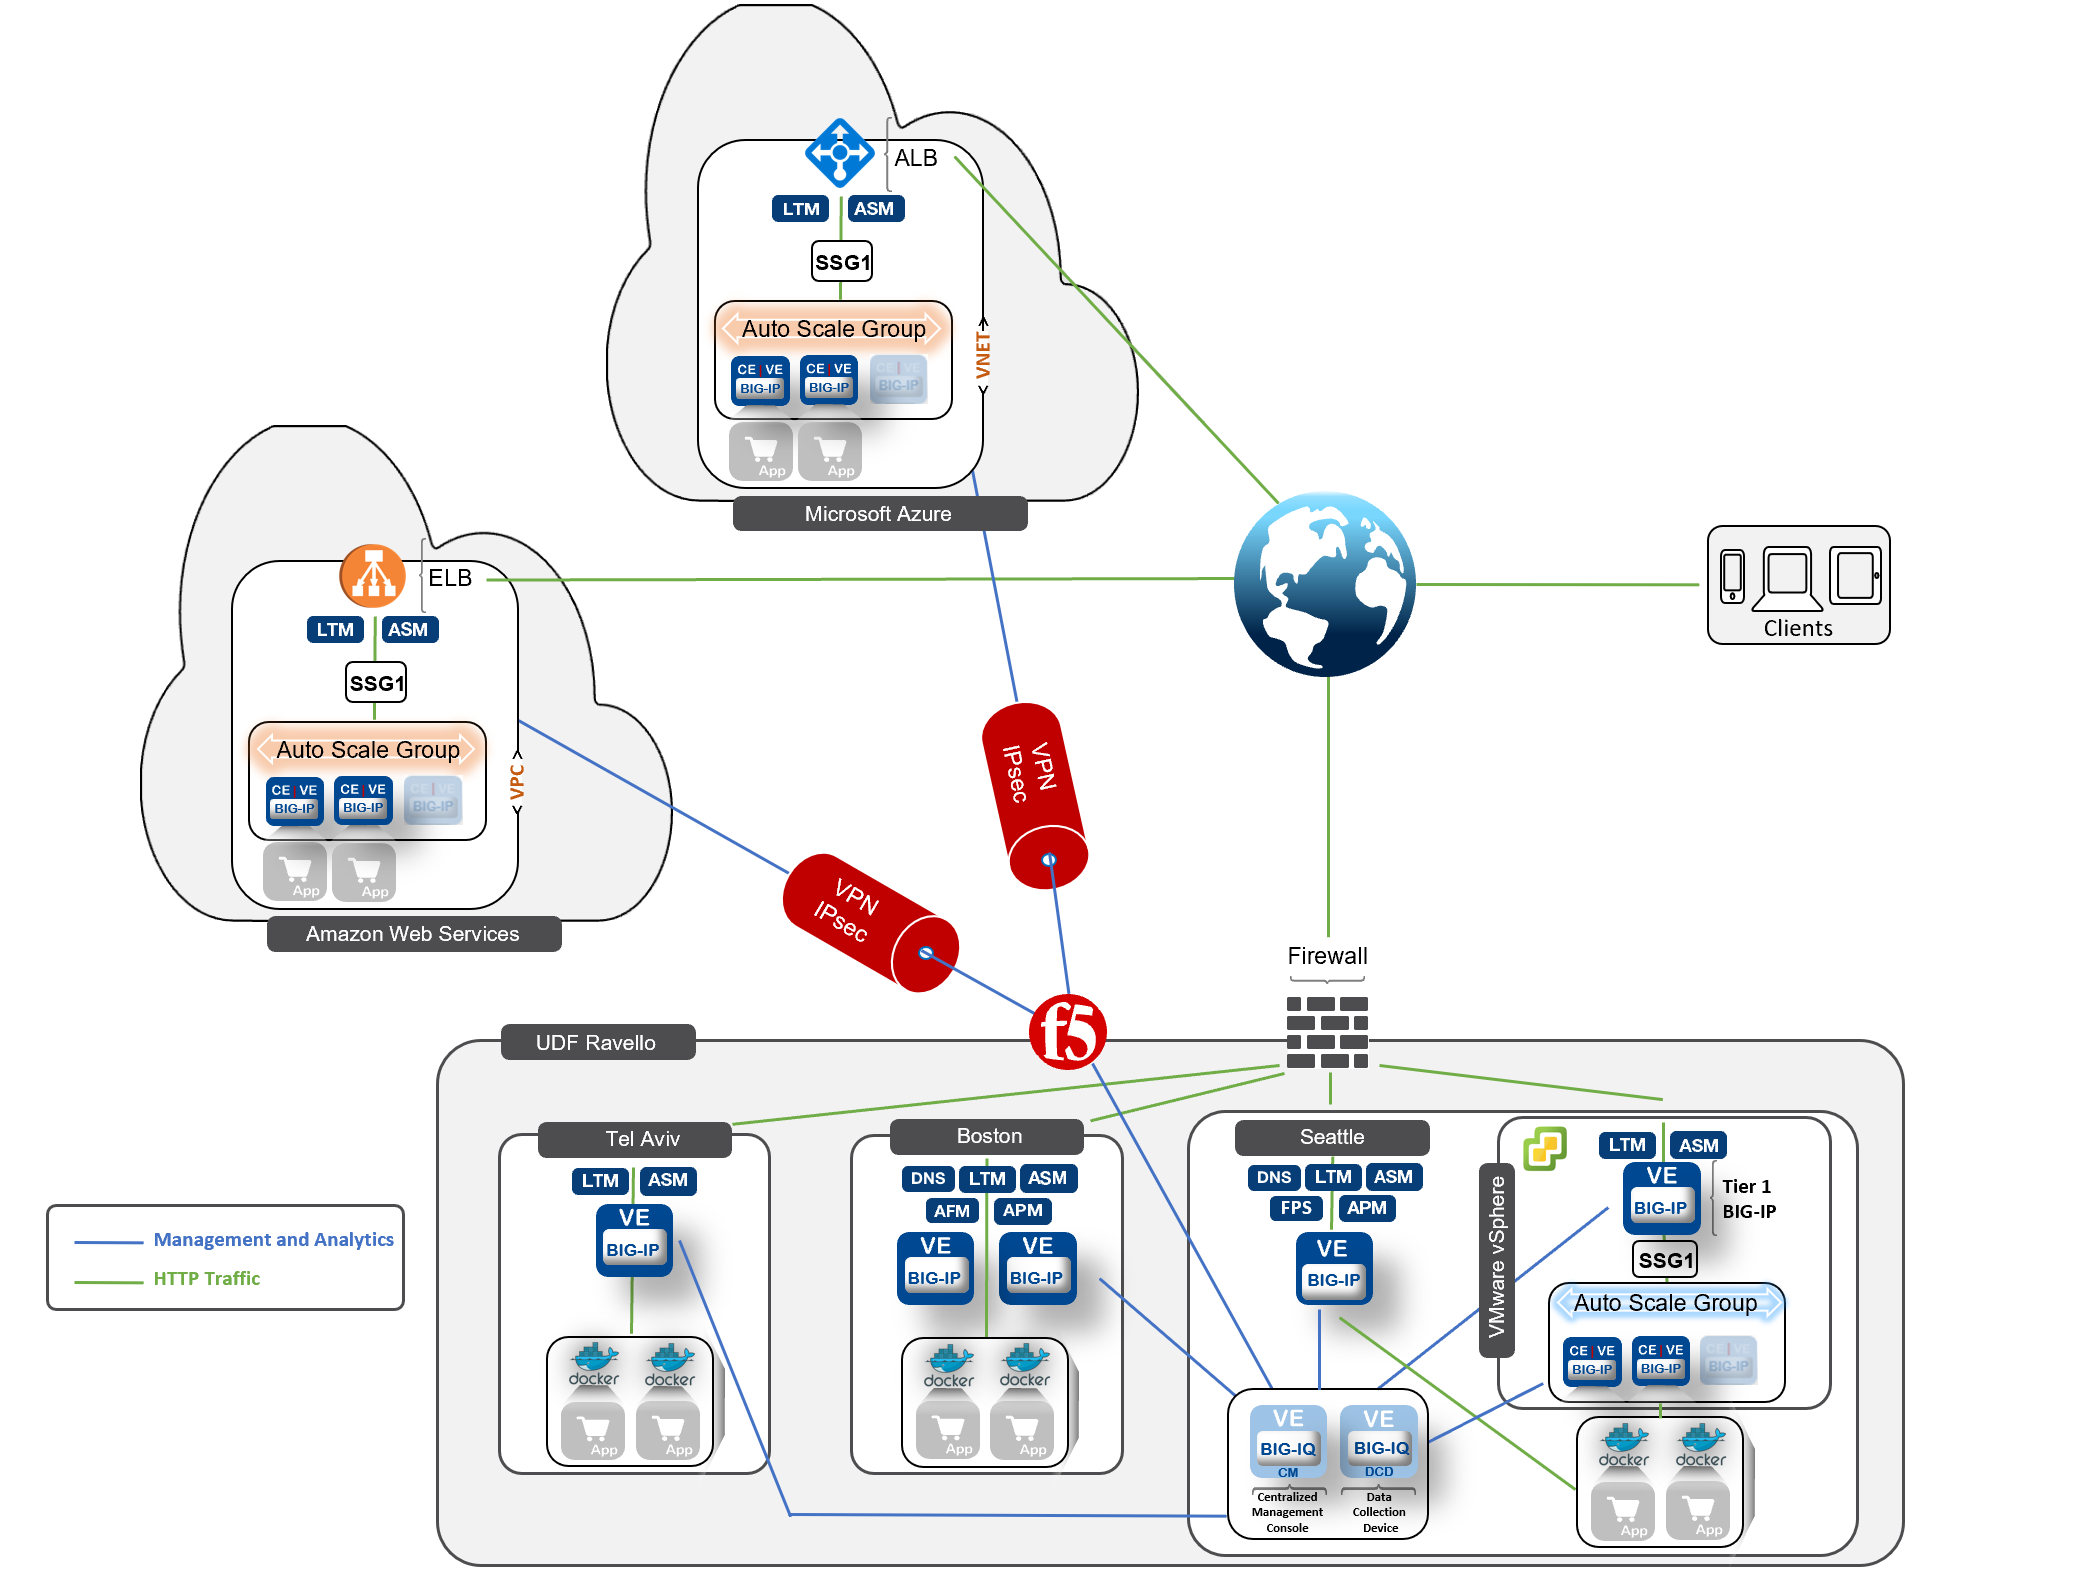 ALB
LTM
ASM
SSG1
Auto Scale Group
CE | VE
BIG-IP
CE | VE
BIG-IP
CE | VE
BIG-IP
App
App
VNET
Microsoft Azure
ELB
LTM
ASM
SSG1
Auto Scale Group
CE | VE
BIG-IP
CE | VE
BIG-IP
CE | VE
BIG-IP
App
App
VPC
Amazon Web Services
Clients
VPN
IPsec
VPN
IPsec
f5
Firewall
UDF Ravello
Tel Aviv
LTM
ASM
VE
BIG-IP
docker
docker
App
App
Boston
DNS
LTM
ASM
AFM
APM
VE
BIG-IP
VE
BIG-IP
docker
docker
App
App
Seattle
DNS
LTM
ASM
FPS
APM
VE
BIG-IP
VE
BIG-IQ
CM
VE
BIG-IQ
DCD
Centralized
Management
Console
Data
Collection
Device
VMware vSphere
LTM
ASM
VE
BIG-IP
Tier 1
BIG-IP
SSG1
Auto Scale Group
CE | VE
BIG-IP
CE | VE
BIG-IP
CE | VE
BIG-IP
docker
docker
App
App
Management and Analytics
HTTP Traffic